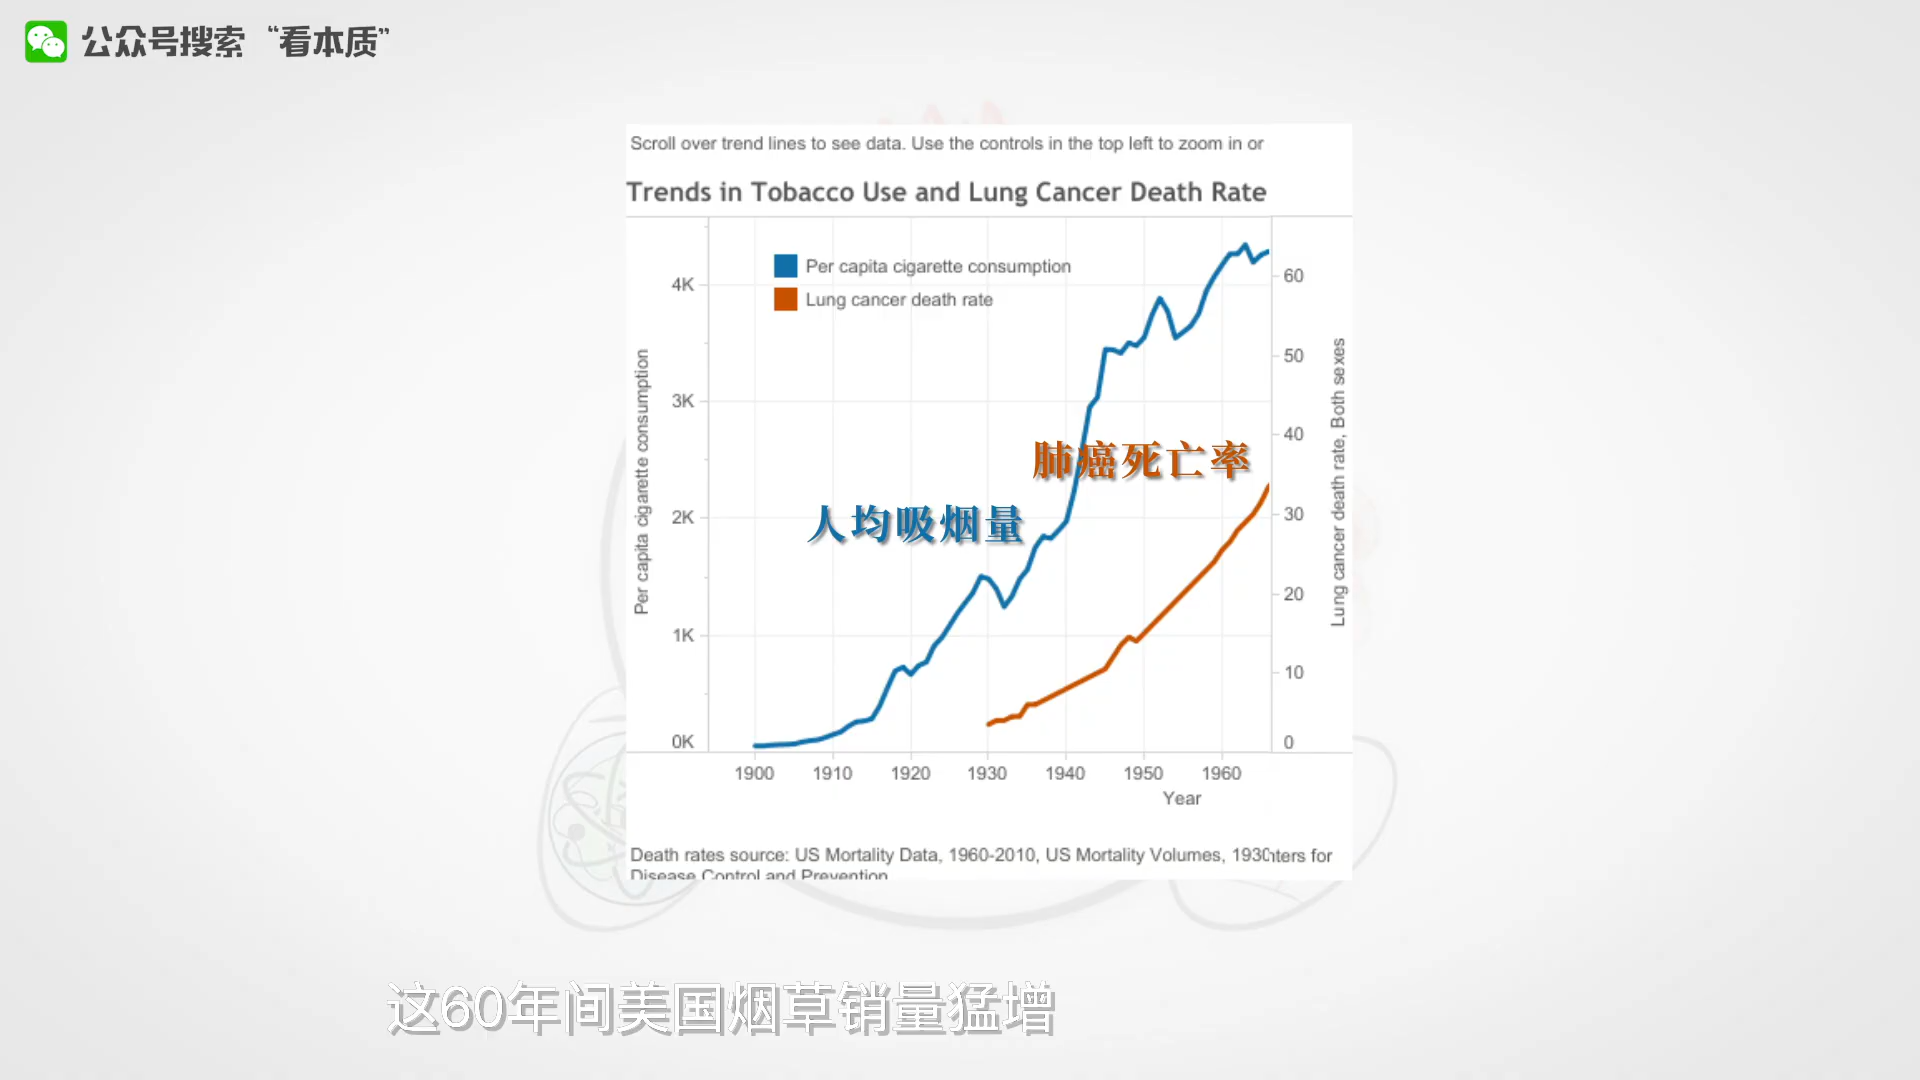 公众号搜索“看本质”
Scroll over trend lines to see data. Use the controls in the top left to zoom in or
Trends in Tobacco Use and Lung Cancer Death Rate
Per capita cigarette consumption
Lung cancer death rate
4K
3K
2K
1K
0K
Per capita cigarette consumption
肺癌死亡率
人均吸烟量
60
50
40
30
20
10
0
Lung cancer death rate, Both sexes
1900 1910 1920 1930 1940 1950 1960
Year
Death rates source: US Mortality Data, 1960-2010, US Mortality Volumes, 1930nters for
Disease Control and Prevention
这60年间美国烟草销量猛增